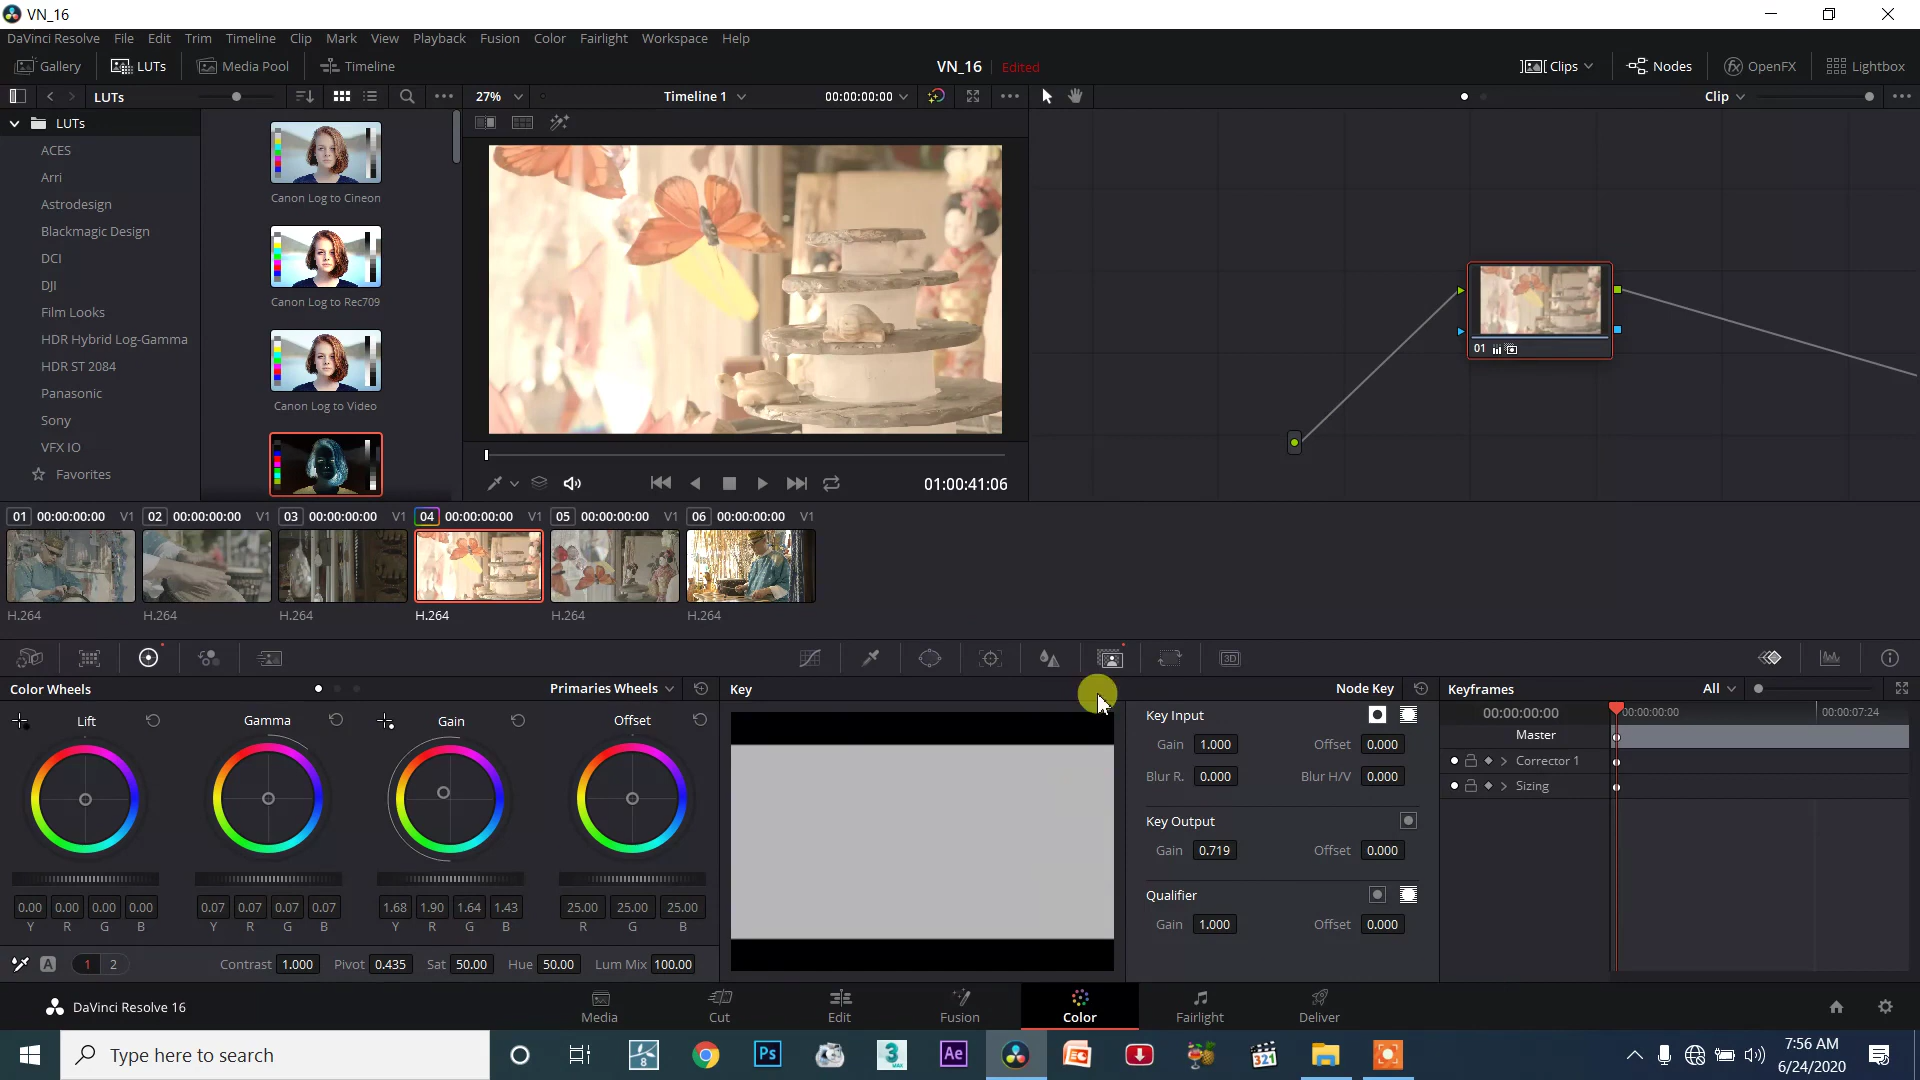 VN_16
DaVinci Resolve File Edit Trim Timeline Clip Mark View Playback Fusion Color Fairlight Workspace Help
Gallery LUTs Media Pool Timeline VN_16 Edited Clips Nodes OpenFX Lightbox
LUTs 27% Timeline 1 00:00:00:00 Clip
LUTs
ACES
Arri
Astrodesign
Blackmagic Design
DCI
DJI
Film Looks
HDR Hybrid Log-Gamma
HDR ST 2084
Panasonic
Sony
VFX IO
Favorites
Canon Log to Cineon
Canon Log to Rec709
Canon Log to Video
01:00:41:06
01
01 00:00:00:00 V1 02 00:00:00:00 V1 03 00:00:00:00 V1 04 00:00:00:00 V1 05 00:00:00:00 V1 06 00:00:00:00 V1
H.264 H.264 H.264 H.264 H.264 H.264
3D
Color Wheels Primaries Wheels
Lift Gamma Gain Offset
0.00 0.00 0.00 0.00 0.07 0.07 0.07 0.07 1.68 1.90 1.64 1.43 25.00 25.00 25.00
Y R G B Y R G B Y R G B R G B
A 1 2 Contrast 1.000 Pivot 0.435 Sat 50.00 Hue 50.00 Lum Mix 100.00
Key Node Key
Key Input
Gain 1.000 Offset 0.000
Blur R. 0.000 Blur H/V 0.000
Key Output
Gain 0.719 Offset 0.000
Qualifier
Gain 1.000 Offset 0.000
Keyframes All
00:00:00:00 00:00:00:00 00:00:07:24
Master
Corrector 1
Sizing
DaVinci Resolve 16
Media Cut Edit Fusion Color Fairlight Deliver
Type here to search
8
Ps
3
MAX
Ae
321
7:56 AM
6/24/2020